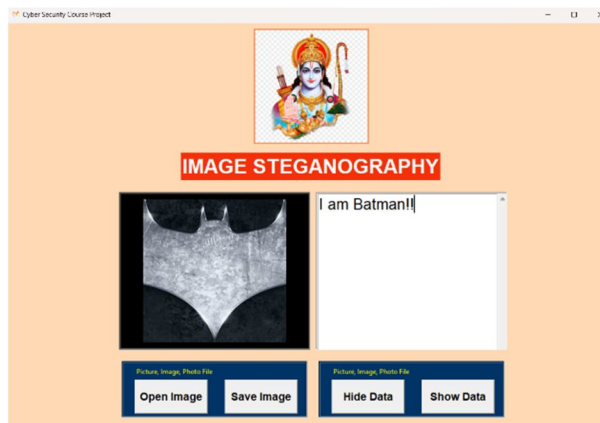 Cyber Security Course Project
IMAGE STEGANOGRAPHY
I am Batman!!
Picture, Image, Photo File
Open Image Save Image
Picture, Image, Photo File
Hide Data Show Data